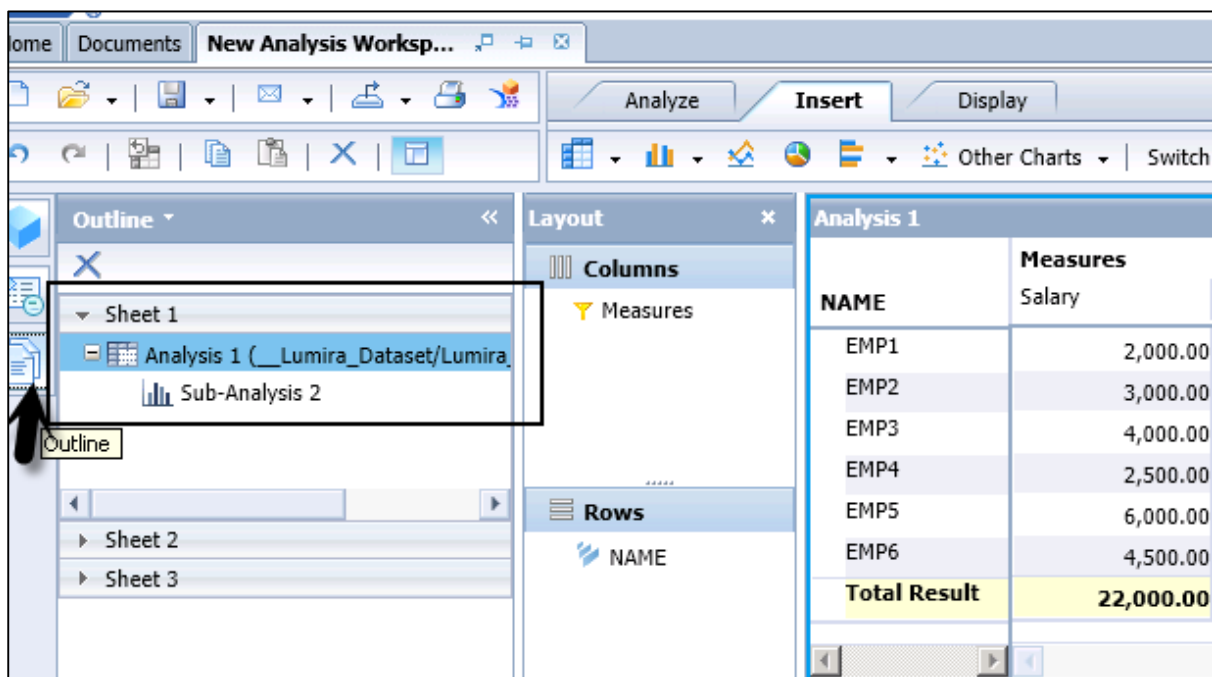 ome Documents New Analysis Worksp...
Analyze Insert Display
Other Charts Switch
Outline
Sheet 1
Analysis 1 (__Lumira_Dataset/Lumira_
Sub-Analysis 2
Outline
Sheet 2
Sheet 3
Layout
Columns
Measures
Rows
NAME
Analysis 1
Measures
NAME Salary
EMP1 2,000.00
EMP2 3,000.00
EMP3 4,000.00
EMP4 2,500.00
EMP5 6,000.00
EMP6 4,500.00
Total Result 22,000.00